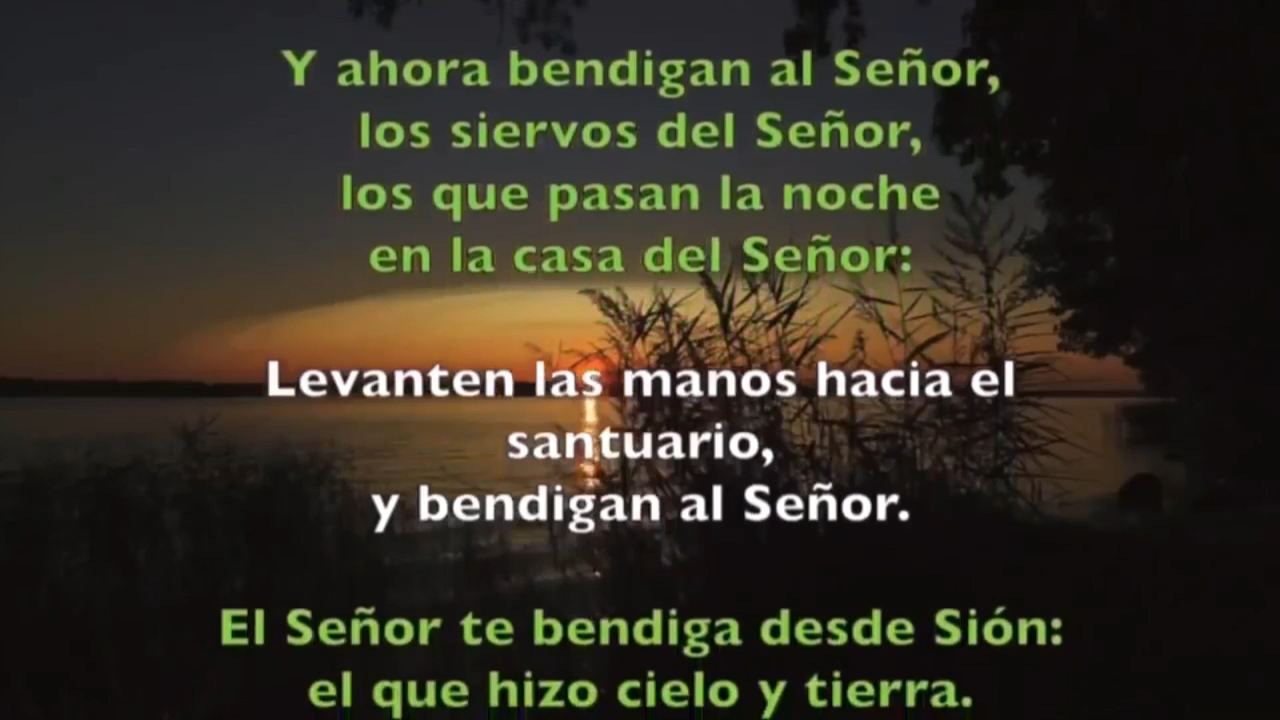 Y ahora bendigan al Señor,
los siervos del Señor,
los que pasan la noche
en la casa del Señor:
Levanten las manos hacia el
santuario,
y bendigan al Señor.
El Señor te bendiga desde Sión:
el que hizo cielo y tierra.